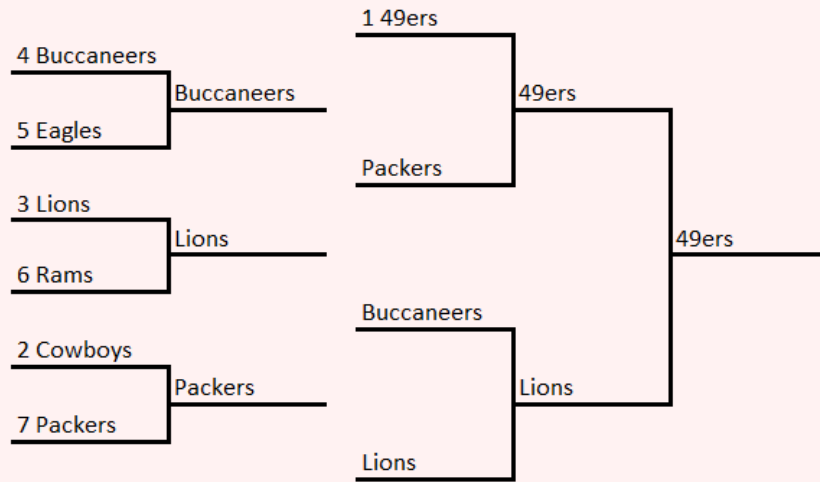 4 Buccaneers
5 Eagles
Buccaneers
3 Lions
6 Rams
Lions
2 Cowboys
7 Packers
Packers
1 49ers
Packers
49ers
Buccaneers
Lions
Lions
49ers